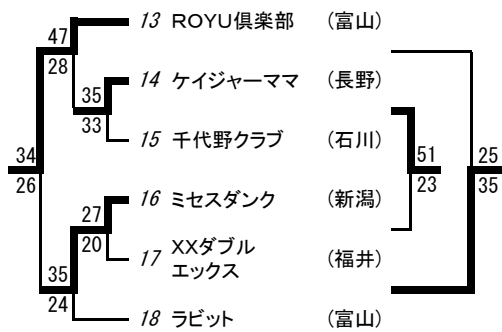 47
13 ROYU倶楽部 (富山)
28
35
14 ケイジャーママ (長野)
33
15 千代野クラブ (石川)
34
26
51
23
25
35
27
16 ミセスダンク (新潟)
20
17 XXダブル
エックス (福井)
35
24
18 ラビット (富山)